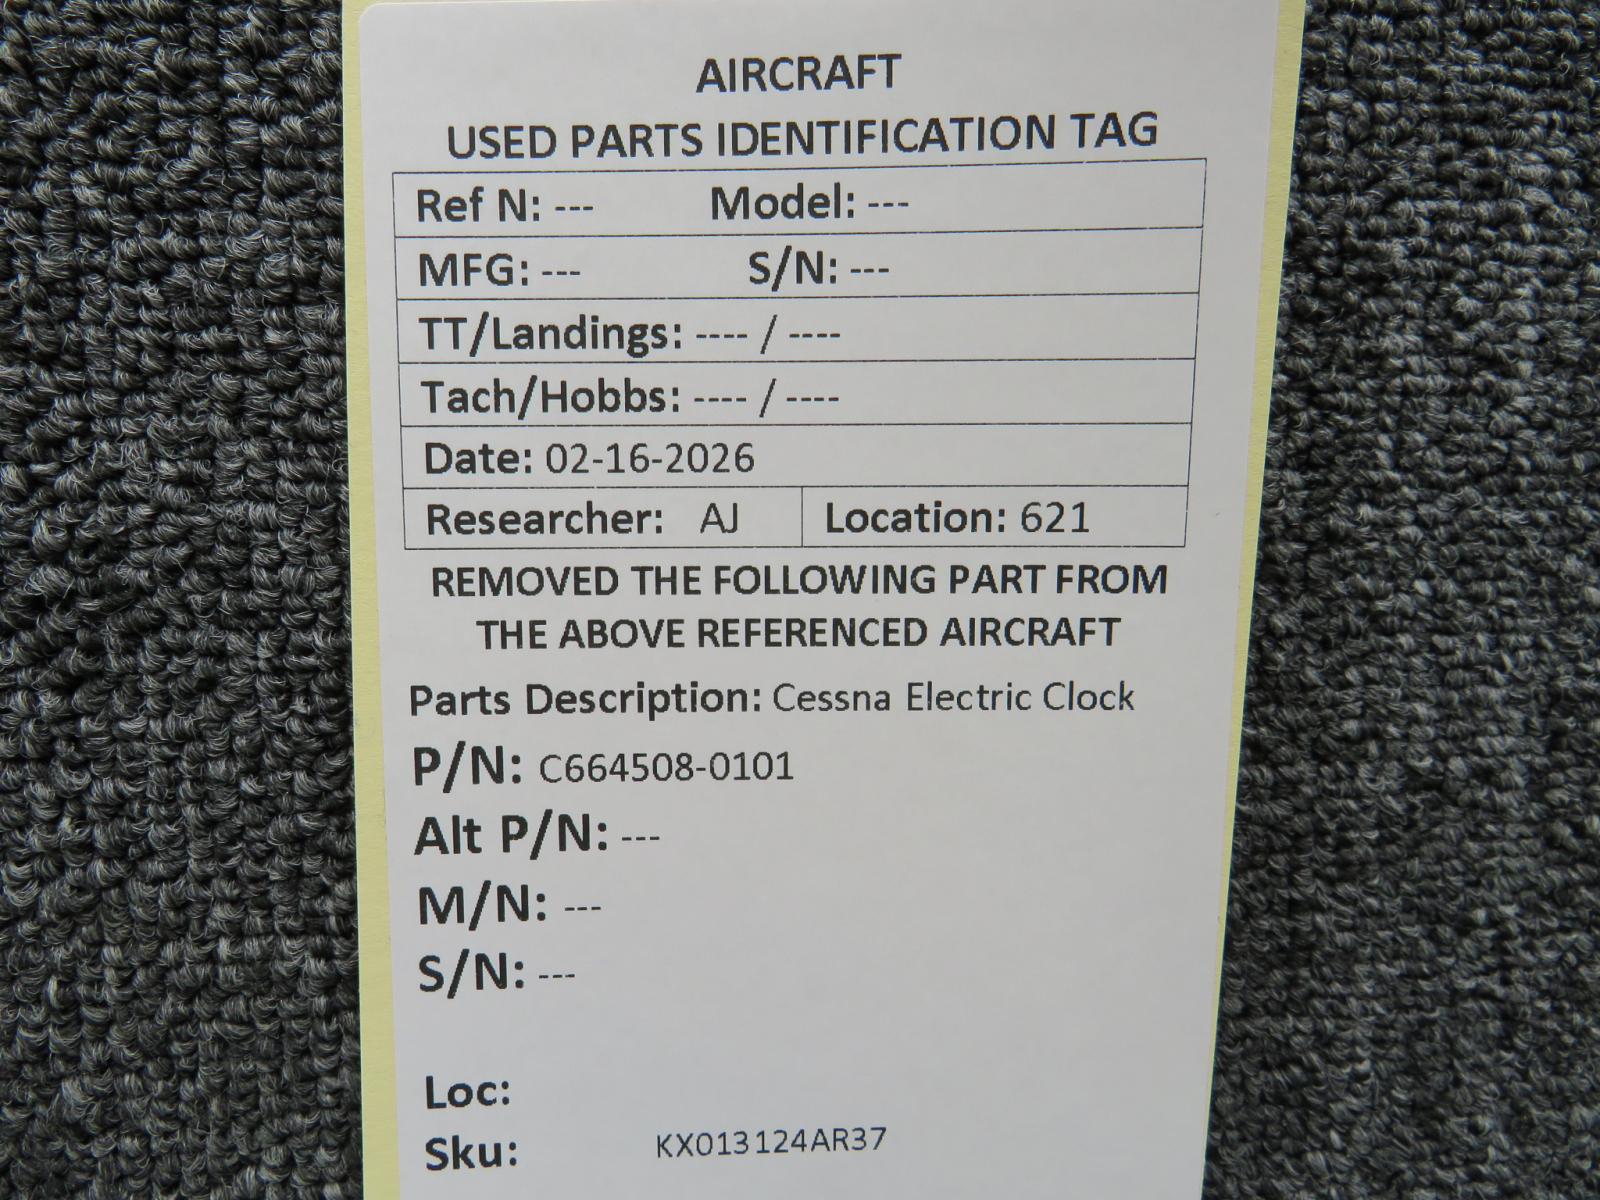 AIRCRAFT
USED PARTS IDENTIFICATION TAG
Ref N: --- Model: ---
MFG: --- S/N: ---
TT/Landings: ---- / ----
Tach/Hobbs: ---- / ----
Date: 02-16-2026
Researcher: AJ Location: 621
REMOVED THE FOLLOWING PART FROM
THE ABOVE REFERENCED AIRCRAFT
Parts Description: Cessna Electric Clock
P/N: C664508-0101
Alt P/N: ---
M/N: ---
S/N: ---
Loc:
Sku: KX013124AR37